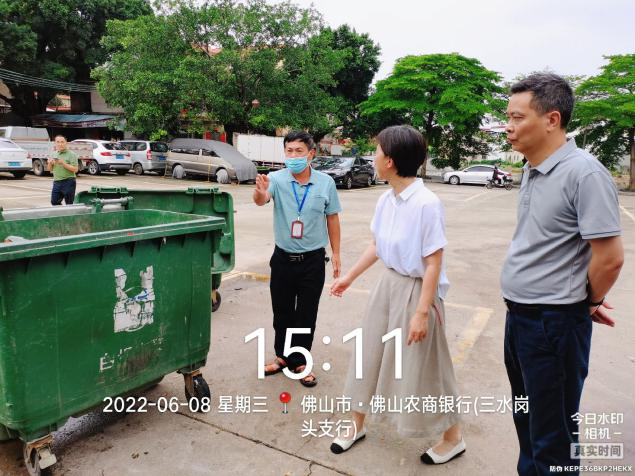 15:11
2022-06-08 星期三 佛山市·佛山农商银行(三水岗
头支行)
今日水印
-相机-
真实时间
防伪 KEPE36BKP2HEKX